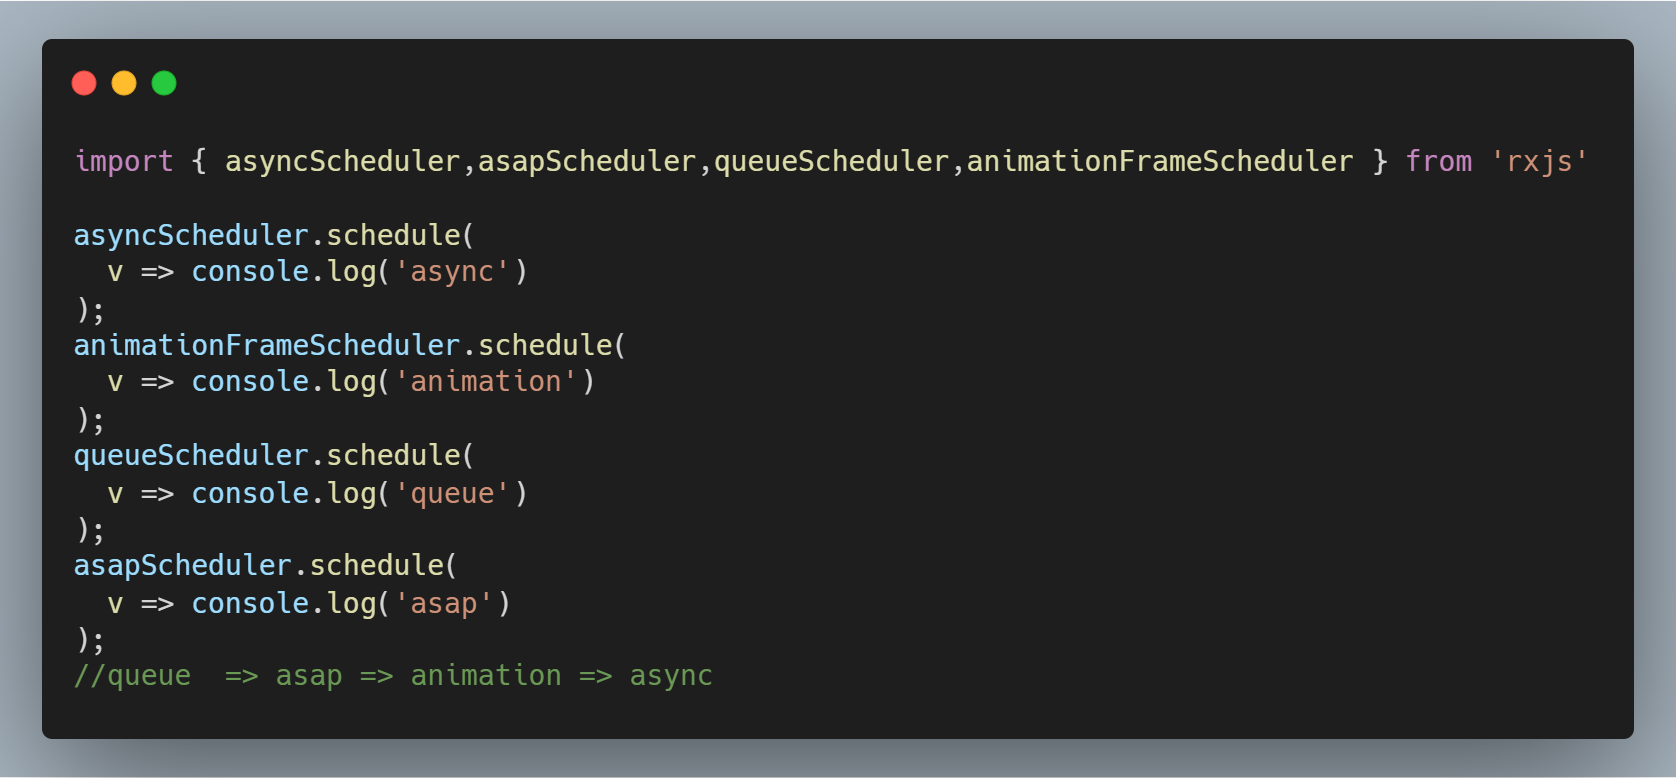 import { asyncScheduler,asapScheduler,queueScheduler,animationFrameScheduler } from 'rxjs'

asyncScheduler.schedule(
  v => console.log('async')
);
animationFrameScheduler.schedule(
  v => console.log('animation')
);
queueScheduler.schedule(
  v => console.log('queue')
);
asapScheduler.schedule(
  v => console.log('asap')
);
//queue  => asap => animation => async